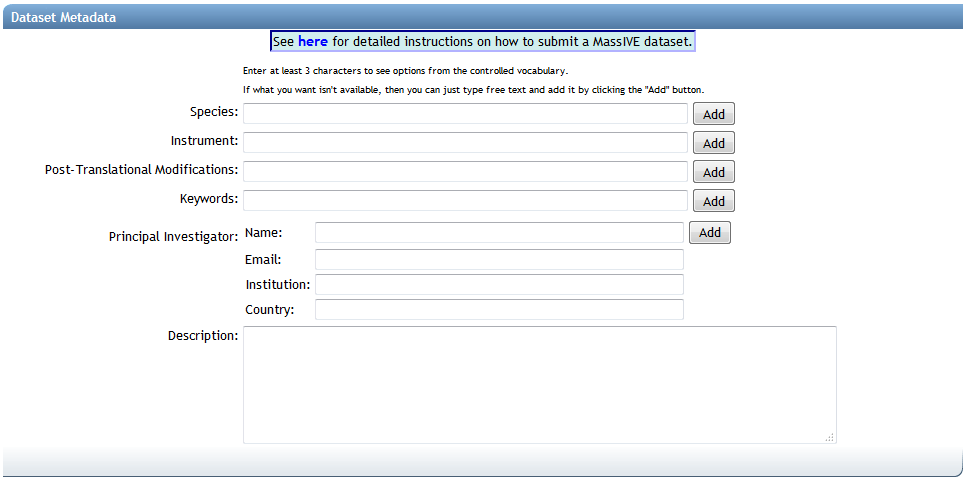 Dataset Metadata
See here for detailed instructions on how to submit a MassIVE dataset.
Enter at least 3 characters to see options from the controlled vocabulary.
If what you want isn't available, then you can just type free text and add it by clicking the "Add" button.
Species: Add
Instrument: Add
Post-Translational Modifications: Add
Keywords: Add
Principal Investigator: Name: Add
Email:
Institution:
Country:
Description: